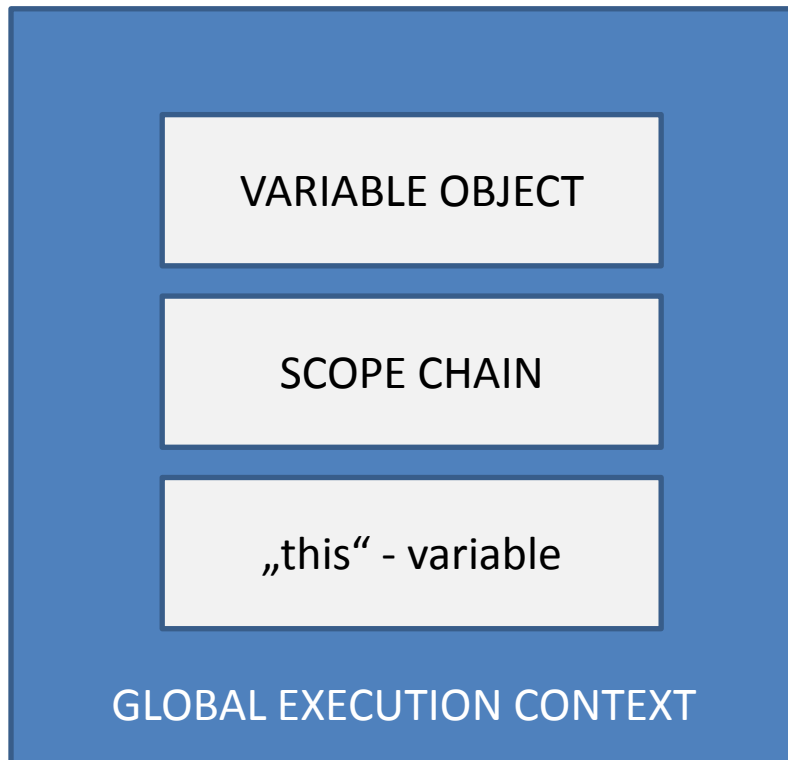 VARIABLE OBJECT
SCOPE CHAIN
„this“ - variable
GLOBAL EXECUTION CONTEXT